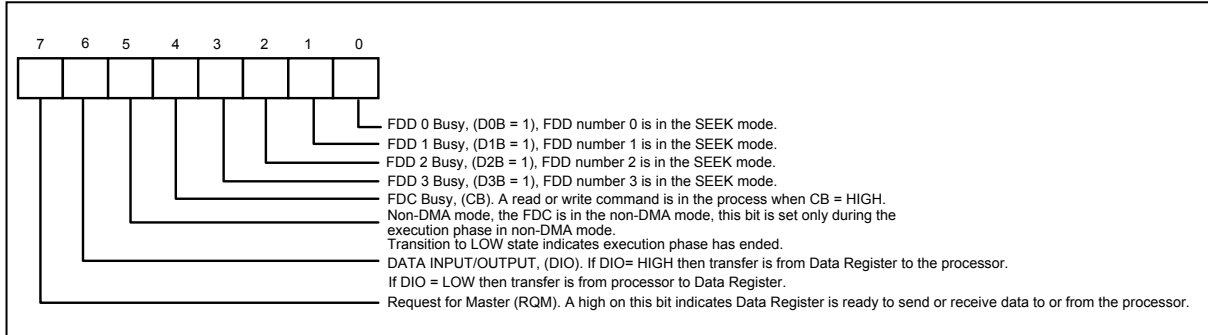 7 6 5 4 3 2 1 0
FDD 0 Busy, (D0B = 1), FDD number 0 is in the SEEK mode.
FDD 1 Busy, (D1B = 1), FDD number 1 is in the SEEK mode.
FDD 2 Busy, (D2B = 1), FDD number 2 is in the SEEK mode.
FDD 3 Busy, (D3B = 1), FDD number 3 is in the SEEK mode.
FDC Busy, (CB). A read or write command is in the process when CB = HIGH.
Non-DMA mode, the FDC is in the non-DMA mode, this bit is set only during the
execution phase in non-DMA mode.
Transition to LOW state indicates execution phase has ended.
DATA INPUT/OUTPUT, (DIO). If DIO= HIGH then transfer is from Data Register to the processor.
If DIO = LOW then transfer is from processor to Data Register.
Request for Master (RQM). A high on this bit indicates Data Register is ready to send or receive data to or from the processor.